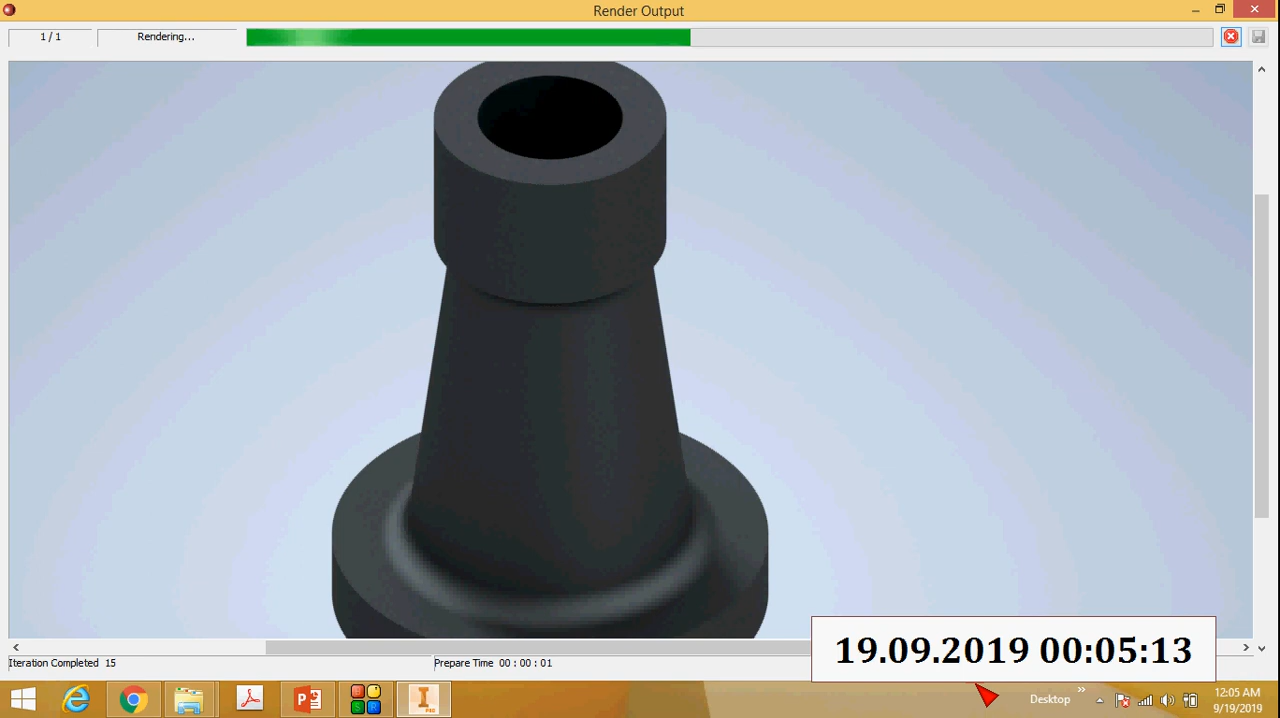 Render Output
1 / 1
Rendering...
Iteration Completed 15
Prepare Time 00 : 00 : 01
19.09.2019 00:05:13
Desktop
12:05 AM
9/19/2019